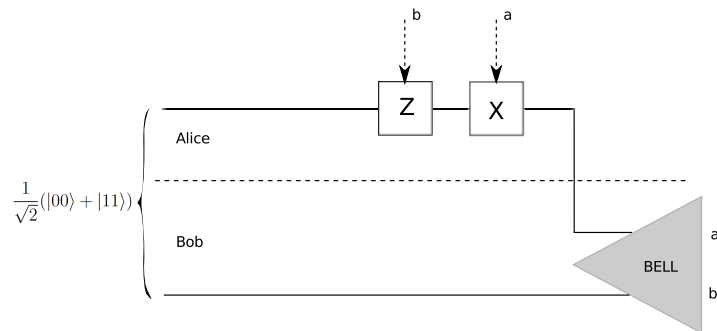 b
a
Z
X
Alice
1/√2(|00⟩ + |11⟩)
Bob
a
BELL
b